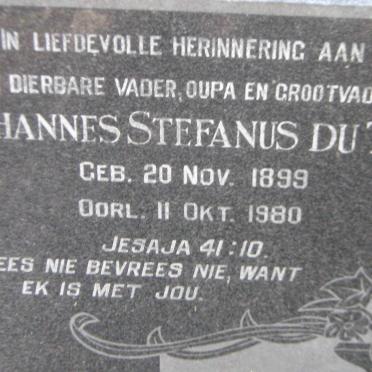 IN LIEFDEVOLLE HERINNERING AAN
DIERBARE VADER, OUPA EN GROOTVAD
HANNES STEFANUS DU T
GEB. 20 NOV. 1899
OORL. 11 OKT. 1980
JESAJA 41:10.
EES NIE BEVREES NIE, WANT
EK IS MET JOU.